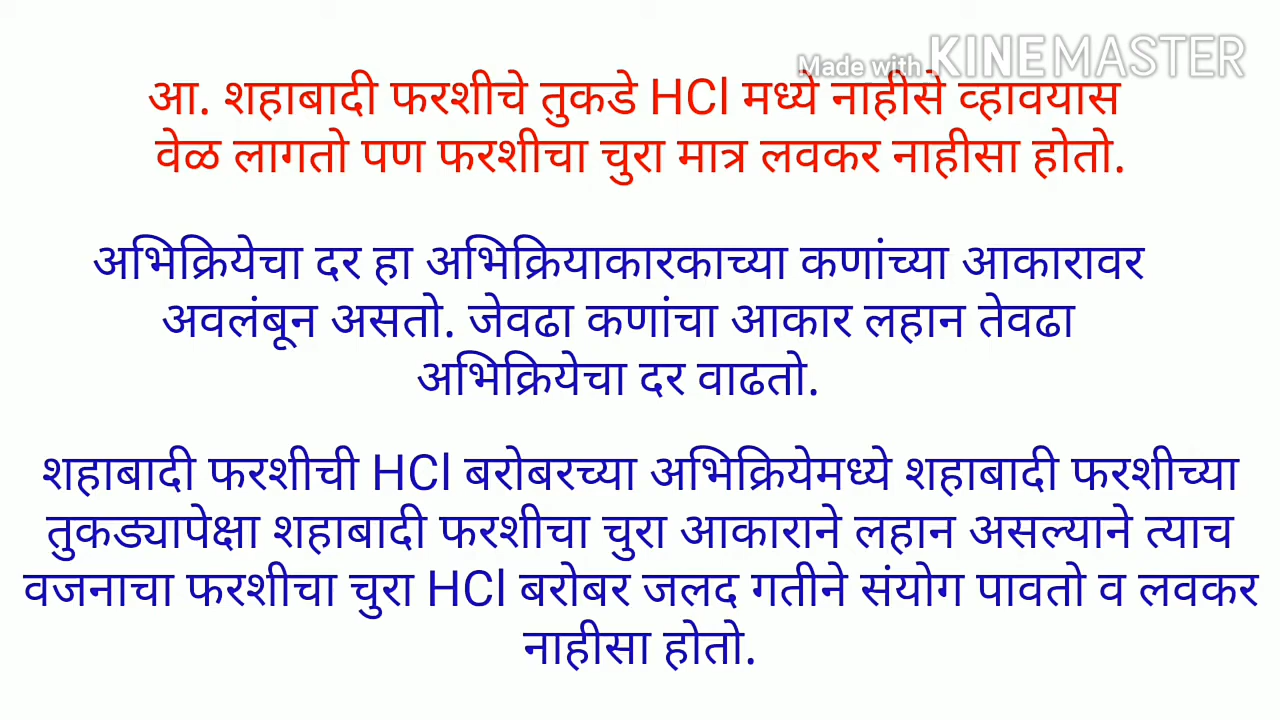 Made with KINEMASTER
आ. शहाबादी फरशीचे तुकडे HCl मध्ये नाहीसे व्हावयास
वेळ लागतो पण फरशीचा चुरा मात्र लवकर नाहीसा होतो.
अभिक्रियेचा दर हा अभिक्रियाकारकाच्या कणांच्या आकारावर
अवलंबून असतो. जेवढा कणांचा आकार लहान तेवढा
अभिक्रियेचा दर वाढतो.
शहाबादी फरशीची HCl बरोबरच्या अभिक्रियेमध्ये शहाबादी फरशीच्या
तुकड्यापेक्षा शहाबादी फरशीचा चुरा आकाराने लहान असल्याने त्याच
वजनाचा फरशीचा चुरा HCl बरोबर जलद गतीने संयोग पावतो व लवकर
नाहीसा होतो.